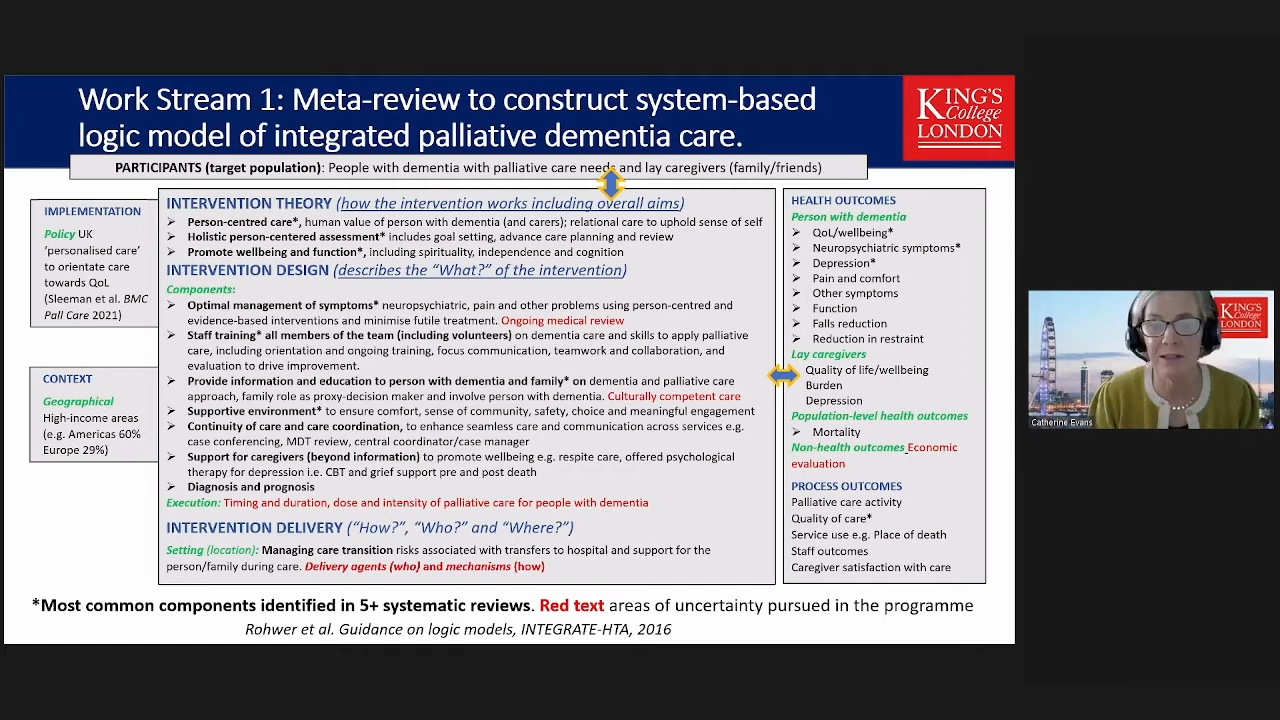 Work Stream 1: Meta-review to construct system-based
logic model of integrated palliative dementia care.
KING'S
College
LONDON
PARTICIPANTS (target population): People with dementia with palliative care needs and lay caregivers (family/friends)
IMPLEMENTATION
Policy UK
'personalised care'
to orientate care
towards QoL
(Sleeman et al. BMC
Pall Care 2021)
CONTEXT
Geographical
High-income areas
(e.g. Americas 60%
Europe 29%)
INTERVENTION THEORY (how the intervention works including overall aims)
Person-centred care*, human value of person with dementia (and carers); relational care to uphold sense of self
Holistic person-centered assessment* includes goal setting, advance care planning and review
Promote wellbeing and function*, including spirituality, independence and cognition
INTERVENTION DESIGN (describes the “What?” of the intervention)
Components:
Optimal management of symptoms* neuropsychiatric, pain and other problems using person-centred and
evidence-based interventions and minimise futile treatment. Ongoing medical review
Staff training* all members of the team (including volunteers) on dementia care and skills to apply palliative
care, including orientation and ongoing training, focus communication, teamwork and collaboration, and
evaluation to drive improvement.
Provide information and education to person with dementia and family* on dementia and palliative care
approach, family role as proxy-decision maker and involve person with dementia. Culturally competent care
Supportive environment* to ensure comfort, sense of community, safety, choice and meaningful engagement
Continuity of care and care coordination, to enhance seamless care and communication across services e.g.
case conferencing, MDT review, central coordinator/case manager
Support for caregivers (beyond information) to promote wellbeing e.g. respite care, offered psychological
therapy for depression i.e. CBT and grief support pre and post death
Diagnosis and prognosis
Execution: Timing and duration, dose and intensity of palliative care for people with dementia
INTERVENTION DELIVERY (“How?”, “Who?” and “Where?”)
Setting (location): Managing care transition risks associated with transfers to hospital and support for the
person/family during care. Delivery agents (who) and mechanisms (how)
HEALTH OUTCOMES
Person with dementia
QoL/wellbeing*
Neuropsychiatric symptoms*
Depression*
Pain and comfort
Other symptoms
Function
Falls reduction
Reduction in restraint
Lay caregivers
Quality of life/wellbeing
Burden
Depression
Population-level health outcomes
Mortality
Non-health outcomes Economic
evaluation
PROCESS OUTCOMES
Palliative care activity
Quality of care*
Service use e.g. Place of death
Staff outcomes
Caregiver satisfaction with care
*Most common components identified in 5+ systematic reviews. Red text areas of uncertainty pursued in the programme
Rohwer et al. Guidance on logic models, INTEGRATE-HTA, 2016
KING'S
College
LONDON
Catherine Evans